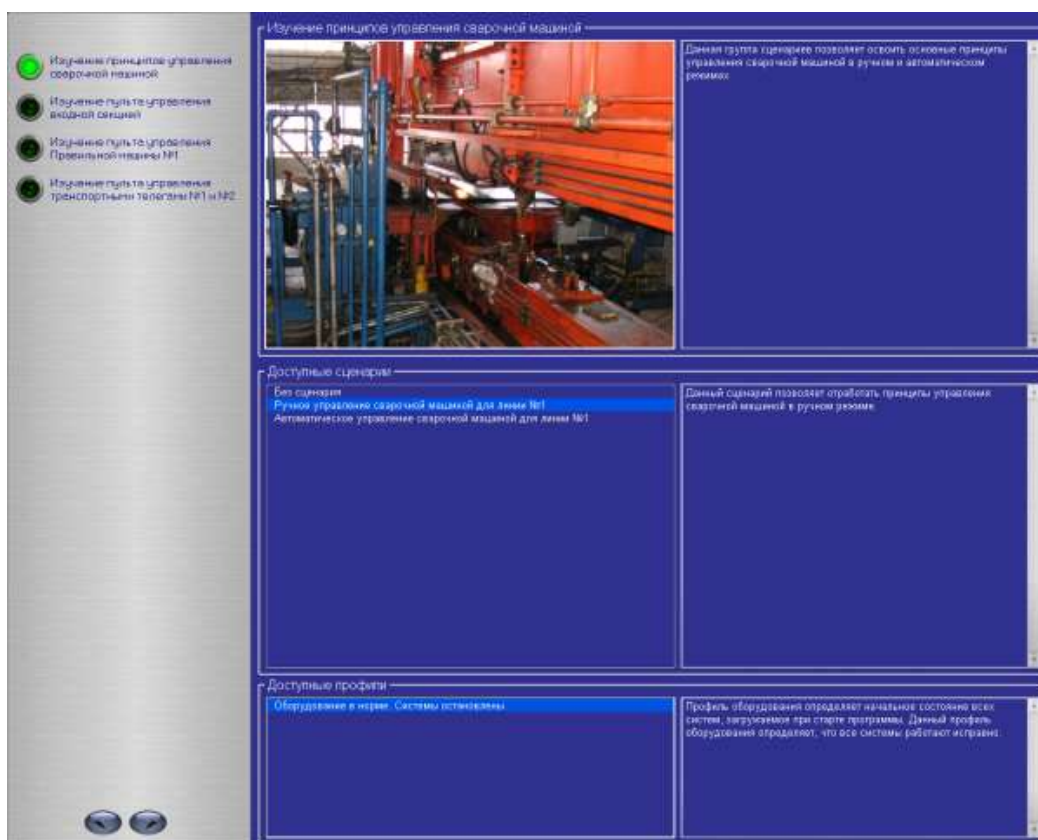 Изучение принципов управления
сварочной машиной
Изучение пульта управления
входной секцией
Изучение пульта управления
Правильной машины №1
Изучение пульта управления
транспортными телегами №1 и №2
Изучение принципов управления сварочной машиной
Данная группа сценариев позволяет освоить основные принципы
управления сварочной машиной в ручном и автоматическом
режимах
Доступные сценарии
Без сценария
Ручное управление сварочной машиной для линии №1
Автоматическое управление сварочной машиной для линии №1
Данный сценарий позволяет отработать принципы управления
сварочной машиной в ручном режиме.
Доступные профили
Оборудование в норме. Системы остановлены
Профиль оборудования определяет начальное состояние всех
систем, загружаемое при старте программы. Данный профиль
оборудования определяет, что все системы работают исправно.